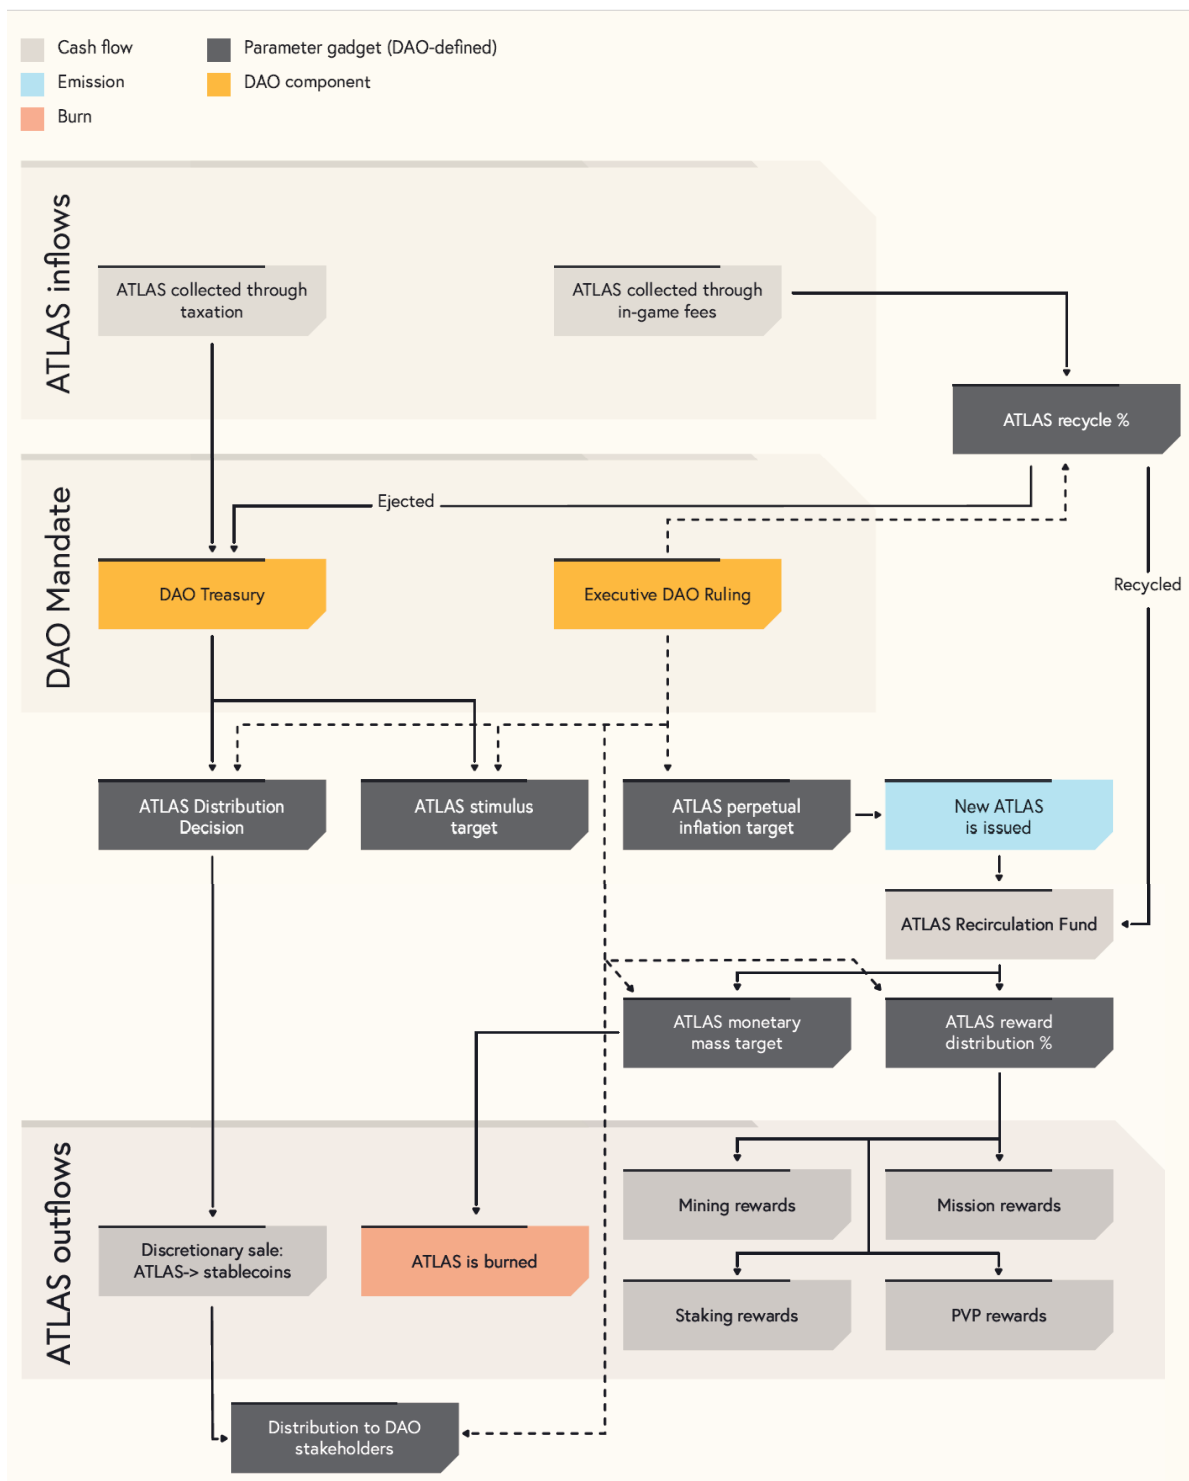 Cash flow
Parameter gadget (DAO-defined)
Emission
DAO component
Burn
ATLAS inflows
ATLAS collected through
taxation
ATLAS collected through
in-game fees
ATLAS recycle %
DAO Mandate
Ejected
DAO Treasury
Executive DAO Ruling
Recycled
ATLAS Distribution
Decision
ATLAS stimulus
target
ATLAS perpetual
inflation target
New ATLAS
is issued
ATLAS Recirculation Fund
ATLAS monetary
mass target
ATLAS reward
distribution %
ATLAS outflows
Mining rewards
Mission rewards
Discretionary sale:
ATLAS-> stablecoins
ATLAS is burned
Staking rewards
PVP rewards
Distribution to DAO
stakeholders